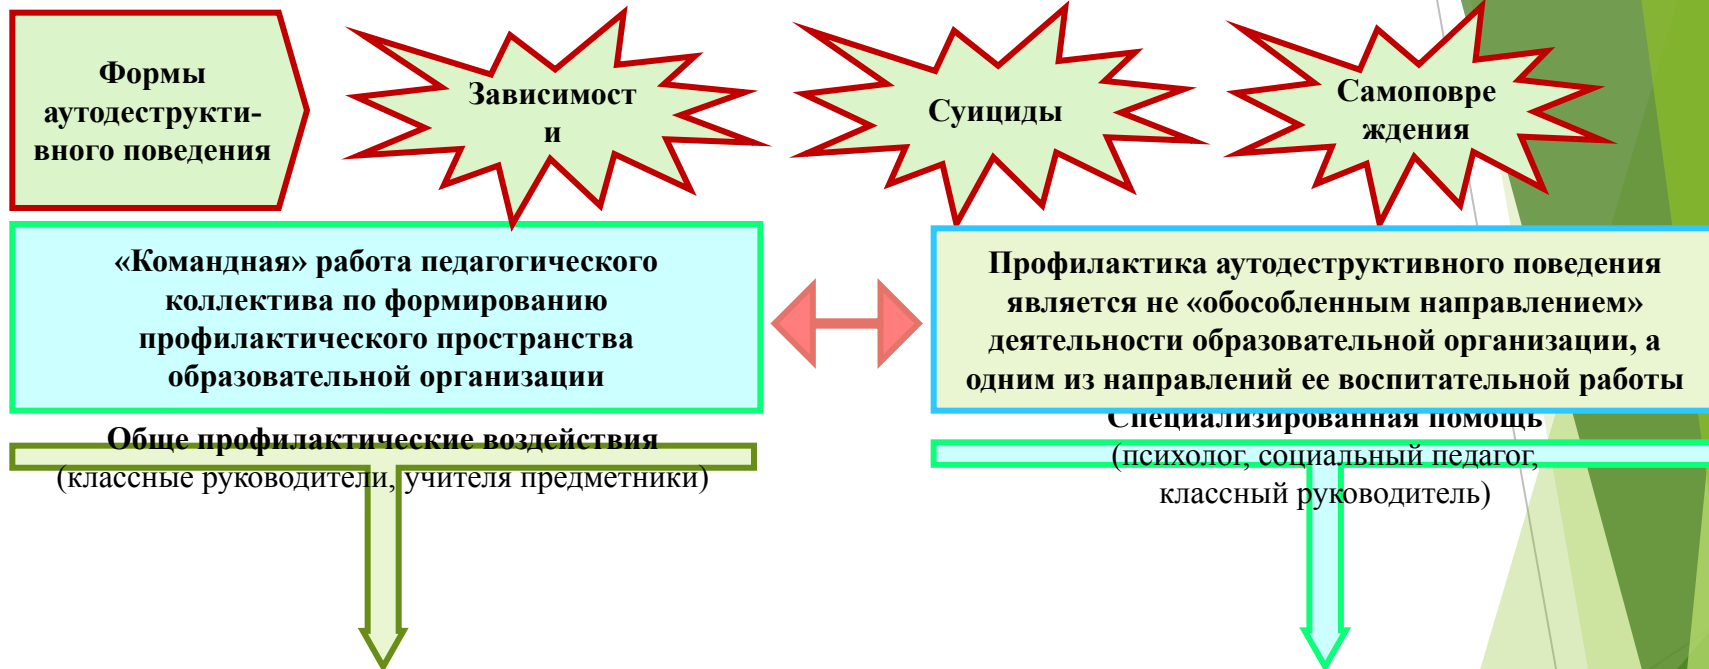 Формы
аутодеструкти-
вного поведения
Зависимост
и
Суициды
Самоповре
ждения
«Командная» работа педагогического
коллектива по формированию
профилактического пространства
образовательной организации
Профилактика аутодеструктивного поведения
является не «обособленным направлением»
деятельности образовательной организации, а
одним из направлений ее воспитательной работы
Обще профилактические воздействия
(классные руководители, учителя предметники)
Специализированная помощь
(психолог, социальный педагог,
классный руководитель)